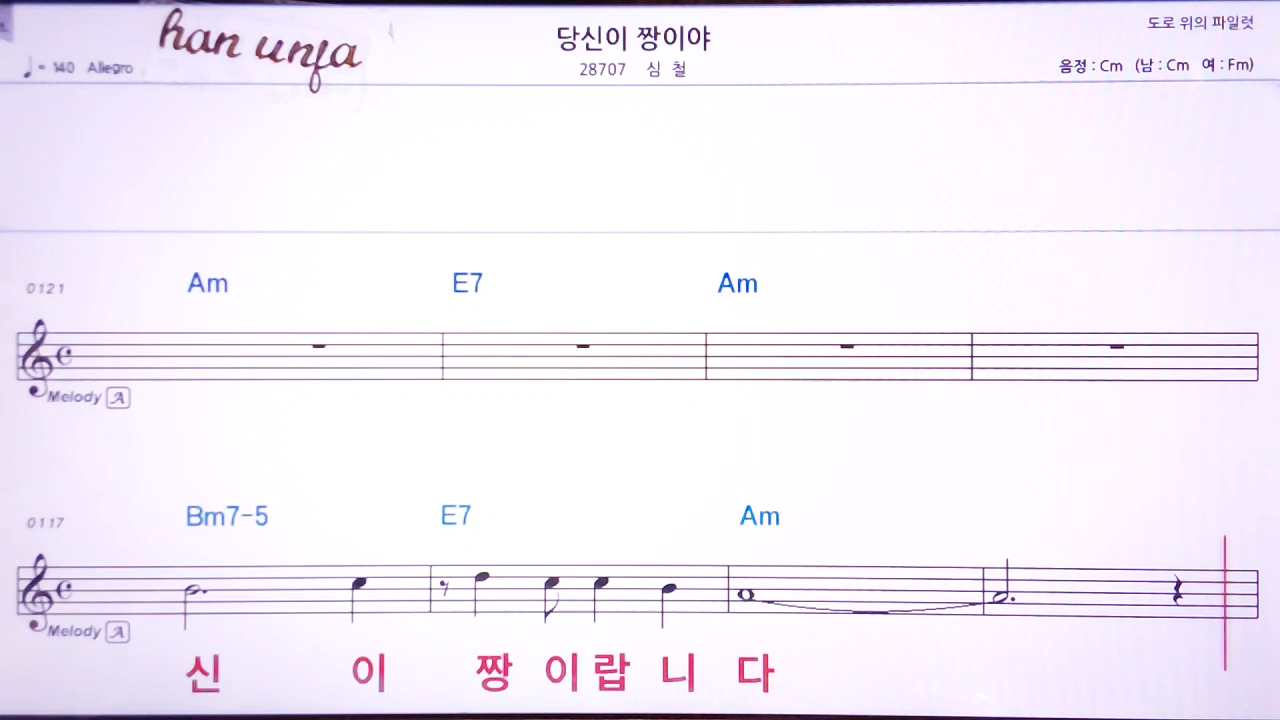 han unfa
당신이 짱이야
도로 위의 파일럿
♩ = 140 Allegro
28707 심 철
음정 : Cm (남 : Cm 여 : Fm)
0121 Am E7 Am
Melody A
0117 Bm7-5 E7 Am
Melody A
신 이 짱 이 랍 니 다